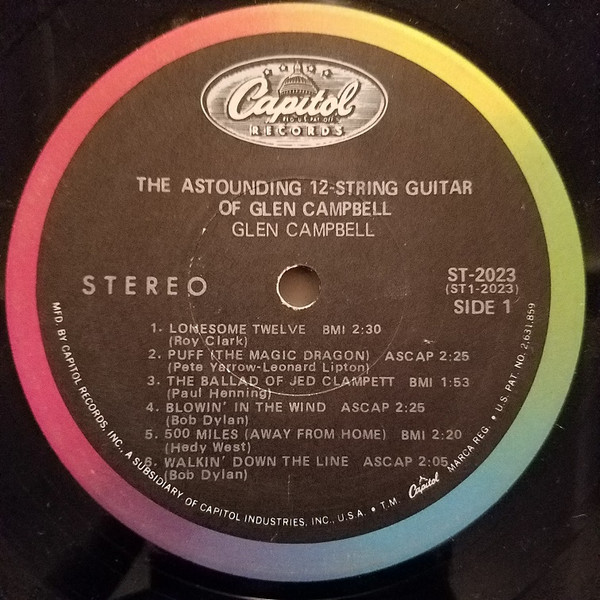 Capitol
REG. U.S. PAT. OFF.
RECORDS
THE ASTOUNDING 12-STRING GUITAR
OF GLEN CAMPBELL
GLEN CAMPBELL
STEREO
ST-2023
(ST1-2023)
SIDE 1
1. LONESOME TWELVE BMI 2:30
(Roy Clark)
2. PUFF (THE MAGIC DRAGON) ASCAP 2:25
(Pete Yarrow-Leonard Lipton)
3. THE BALLAD OF JED CLAMPETT BMI 1:53
(Paul Henning)
4. BLOWIN' IN THE WIND ASCAP 2:25
(Bob Dylan)
5. 500 MILES (AWAY FROM HOME) BMI 2:20
(Hedy West)
6. WALKIN' DOWN THE LINE ASCAP 2:05
(Bob Dylan)
MFD. BY CAPITOL RECORDS, INC., A SUBSIDIARY OF CAPITOL INDUSTRIES, INC., U.S.A. • T.M. Capitol MARCA REG. • U.S. PAT. NO. 2,631,859